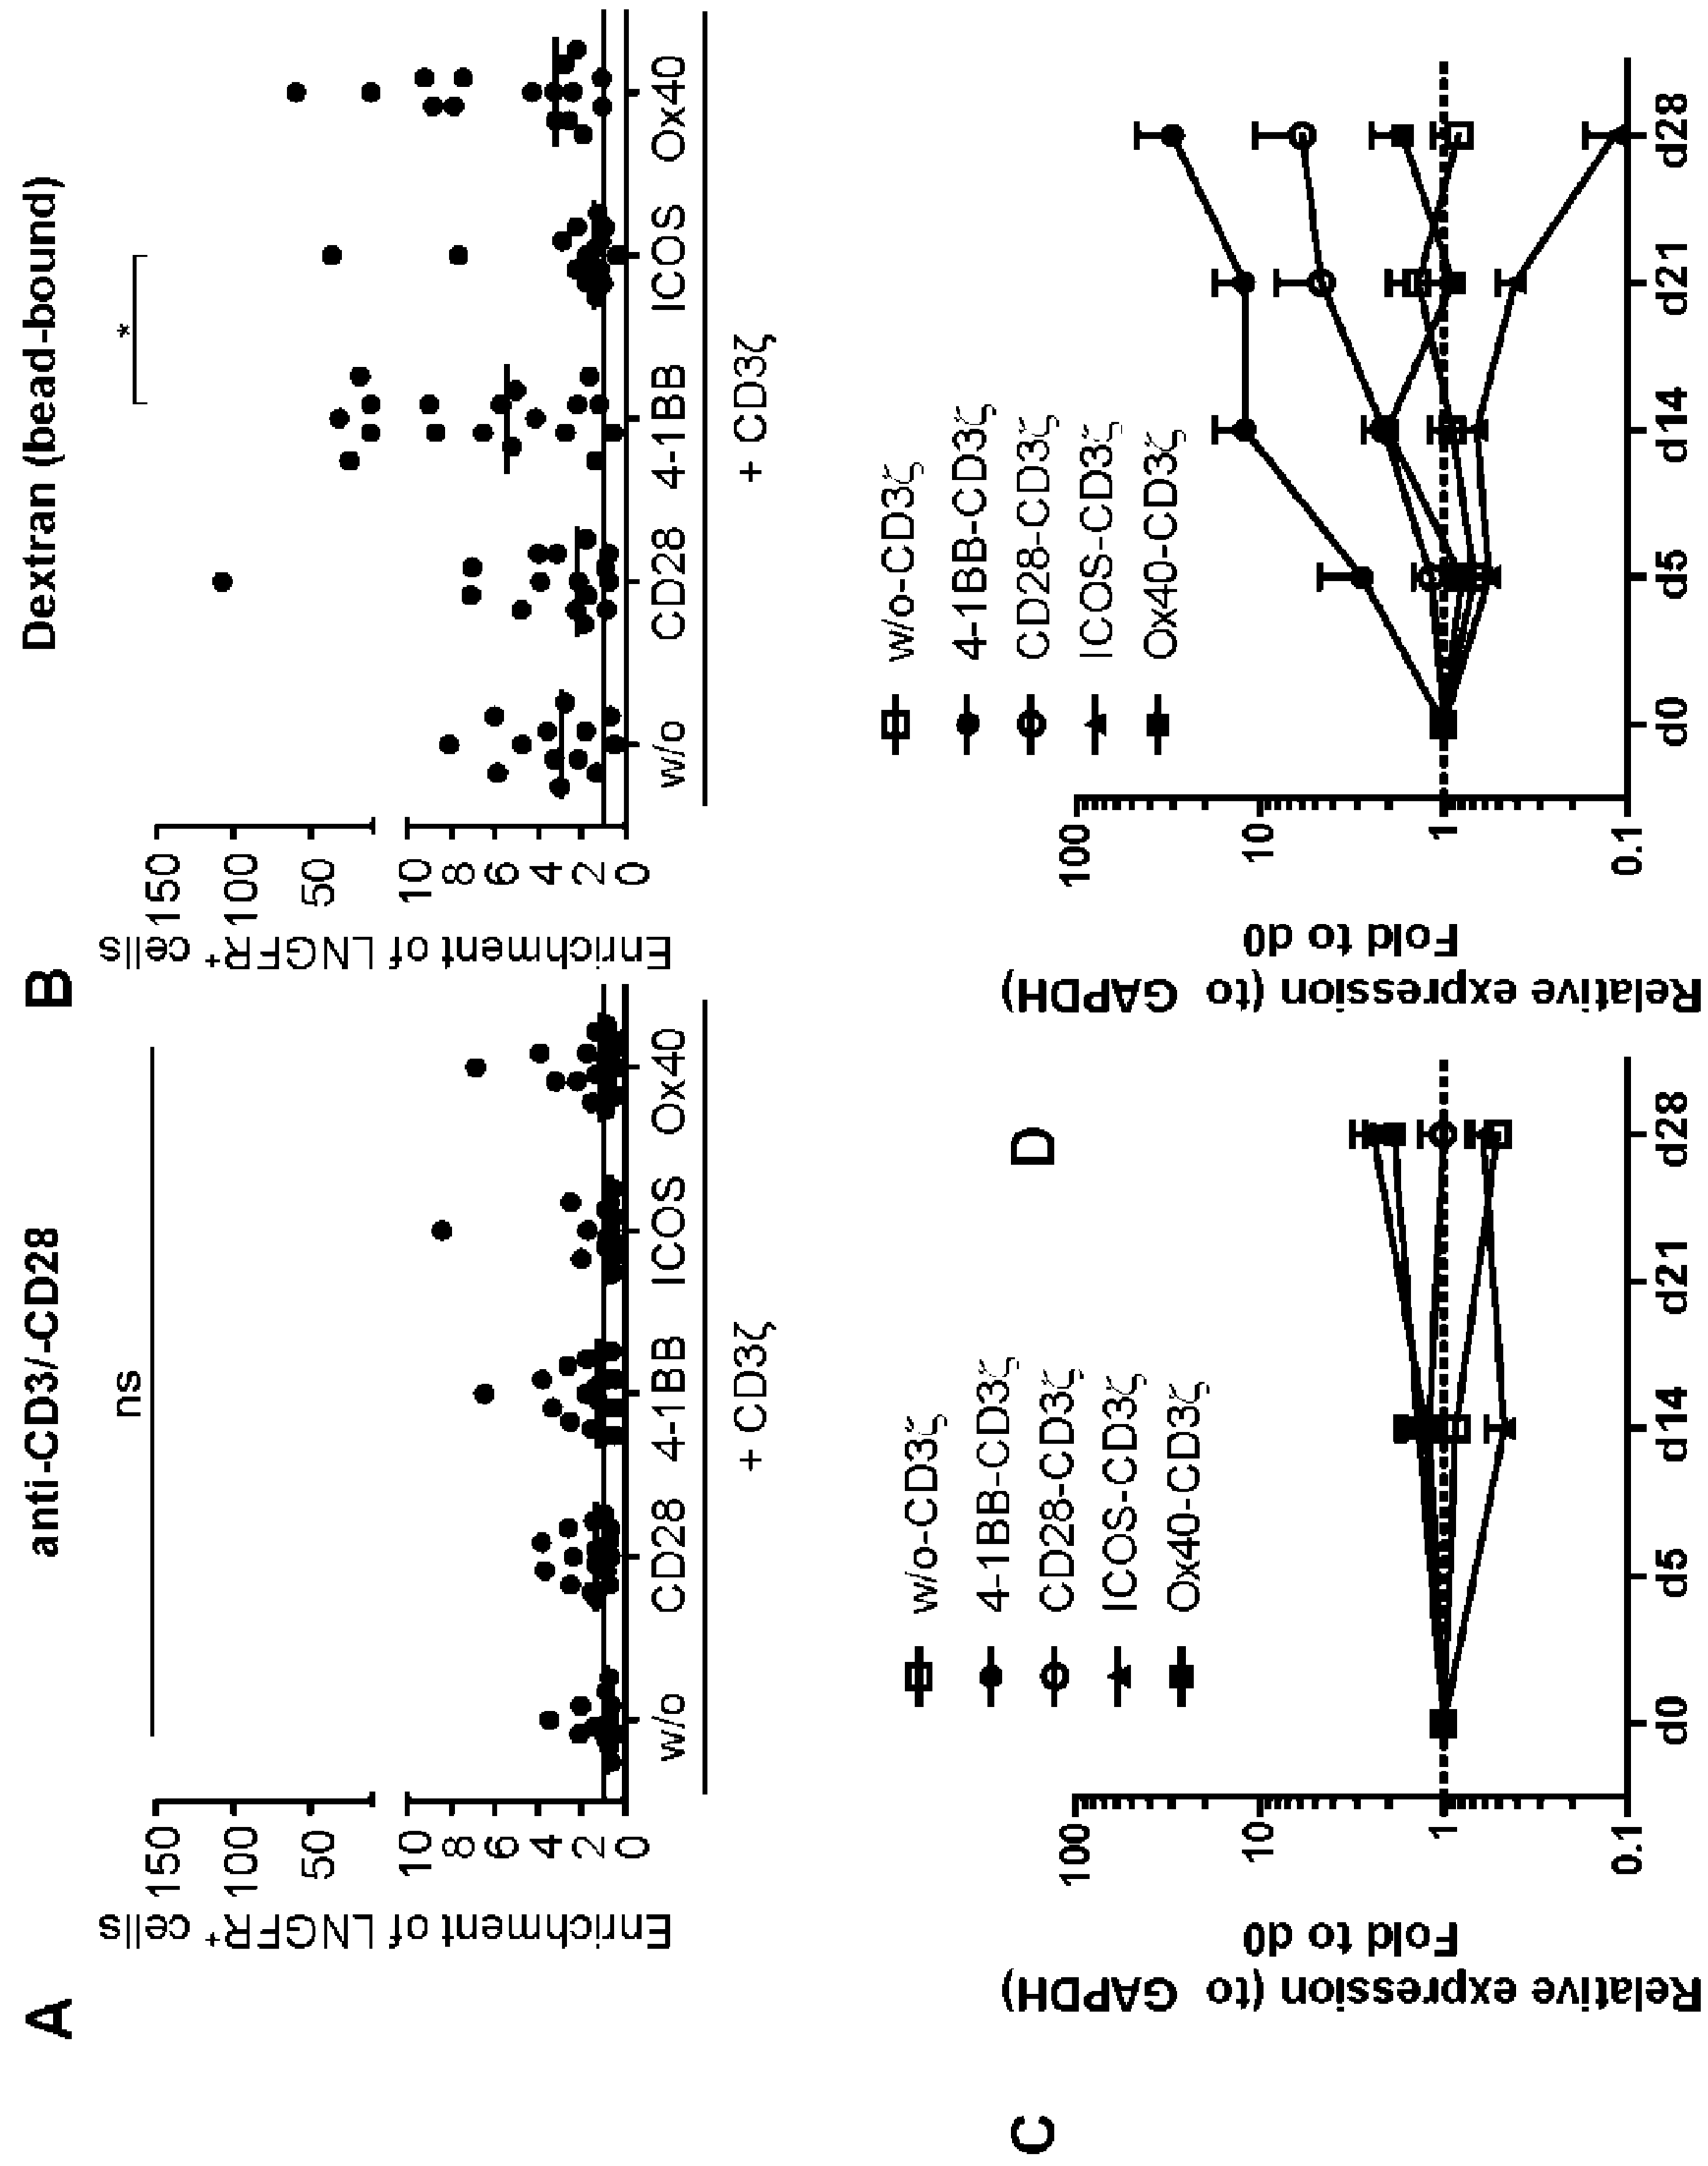 A
anti-CD3/-CD28
ns
Enrichment of LNGFR⁺ cells
150
100
50
10
8
6
4
2
0
w/o
CD28
4-1BB
ICOS
Ox40
+ CD3ζ
B
Dextran (bead-bound)
*
Enrichment of LNGFR⁺ cells
150
100
50
10
8
6
4
2
0
w/o
CD28
4-1BB
ICOS
Ox40
+ CD3ζ
C
Relative expression (to GAPDH)
Fold to d0
100
10
1
0.1
w/o-CD3ζ
4-1BB-CD3ζ
CD28-CD3ζ
ICOS-CD3ζ
Ox40-CD3ζ
d0
d5
d14
d21
d28
D
Relative expression (to GAPDH)
Fold to d0
100
10
1
0.1
w/o-CD3ζ
4-1BB-CD3ζ
CD28-CD3ζ
ICOS-CD3ζ
Ox40-CD3ζ
d0
d5
d14
d21
d28